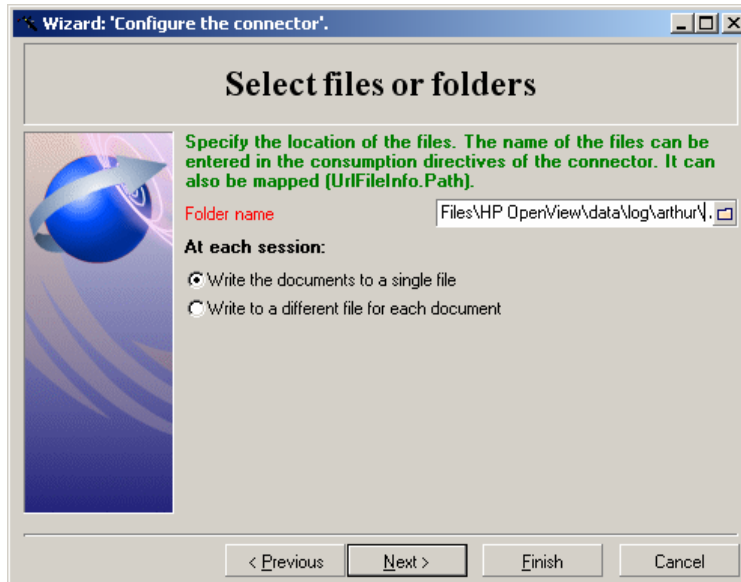 Wizard: 'Configure the connector'.
Select files or folders
Specify the location of the files. The name of the files can be
entered in the consumption directives of the connector. It can
also be mapped (UrlFileInfo.Path).
Folder name
Files\HP OpenView\data\log\arthur\.
At each session:
Write the documents to a single file
Write to a different file for each document
< Previous
Next >
Finish
Cancel